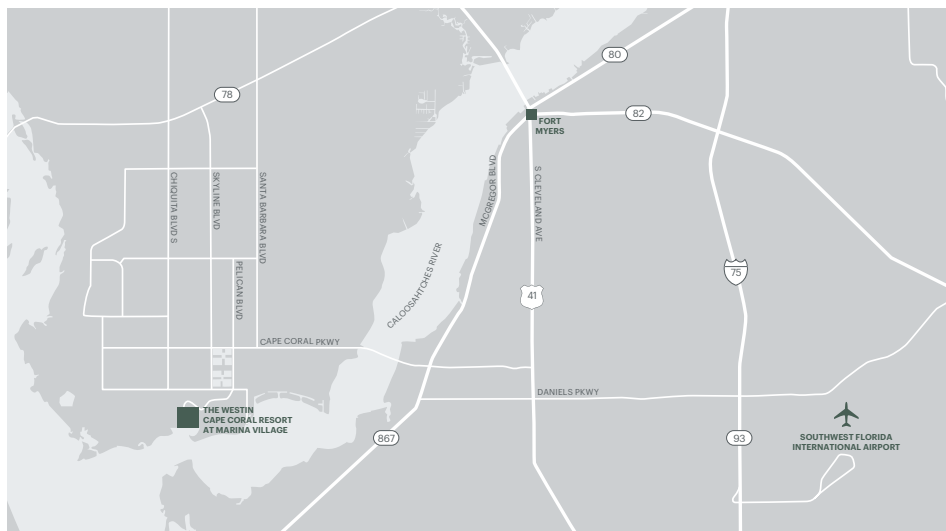 80
78
82
FORT
MYERS
CHIQUITA BLVD S
SKYLINE BLVD
SANTA BARBARA BLVD
MCGREGOR BLVD
S CLEVELAND AVE
PELICAN BLVD
CALOOSAHTCHES RIVER
75
41
CAPE CORAL PKWY
DANIELS PKWY
THE WESTIN
CAPE CORAL RESORT
AT MARINA VILLAGE
867
93
SOUTHWEST FLORIDA
INTERNATIONAL AIRPORT